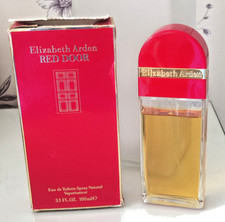 Elizabeth Arden
RED DOOR
Eau de Toilette Spray Natural
Vaporisateur
3.3 FL.OZ. 100ml ℮
Elizabeth Arden